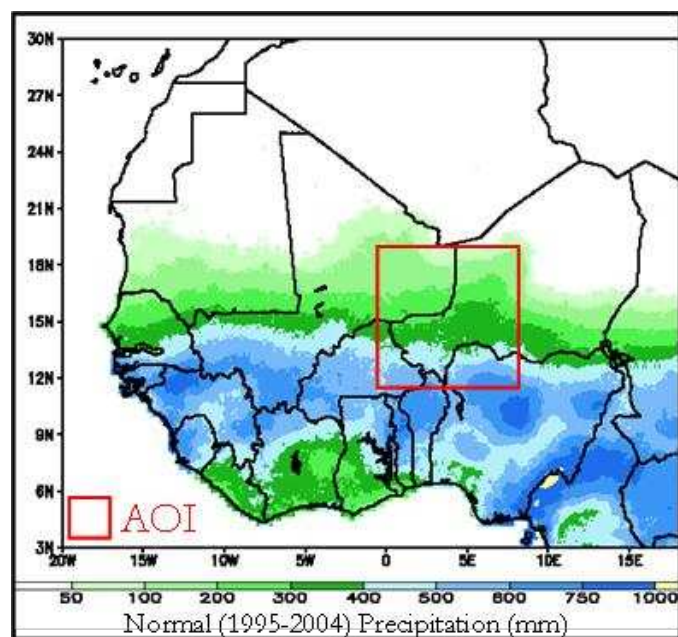 30N
27N
24N
21N
18N
15N
12N
9N
6N
3N
AOI
20W 15W 10W 5W 0 5E 10E 15E
50 100 200 300 400 500 600 750 1000
Normal (1995-2004) Precipitation (mm)